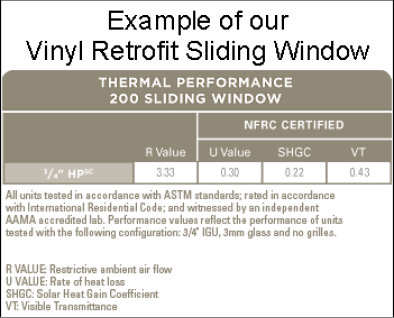 Example of our
Vinyl Retrofit Sliding Window
THERMAL PERFORMANCE
200 SLIDING WINDOW
NFRC CERTIFIED
R Value U Value SHGC VT
3/4" HPSC 3.33 0.30 0.22 0.43
All units tested in accordance with ASTM standards; rated in accordance
with International Residential Code; and witnessed by an independent
AAMA accredited lab. Performance values reflect the performance of units
tested with the following configuration: 3/4" IGU, 3mm glass and no grilles.
R VALUE: Restrictive ambient air flow
U VALUE: Rate of heat loss
SHGC: Solar Heat Gain Coefficient
VT: Visible Transmittance